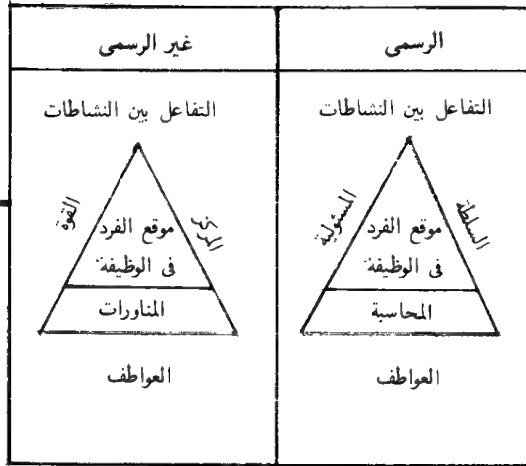 الرسمى
غير الرسمى
التفاعل بين النشاطات
المسئولية
السلطة
موقع الفرد
فى الوظيفة
المحاسبة
العواطف
التفاعل بين النشاطات
القوة
المركز
موقع الفرد
فى الوظيفة
المناورات
العواطف